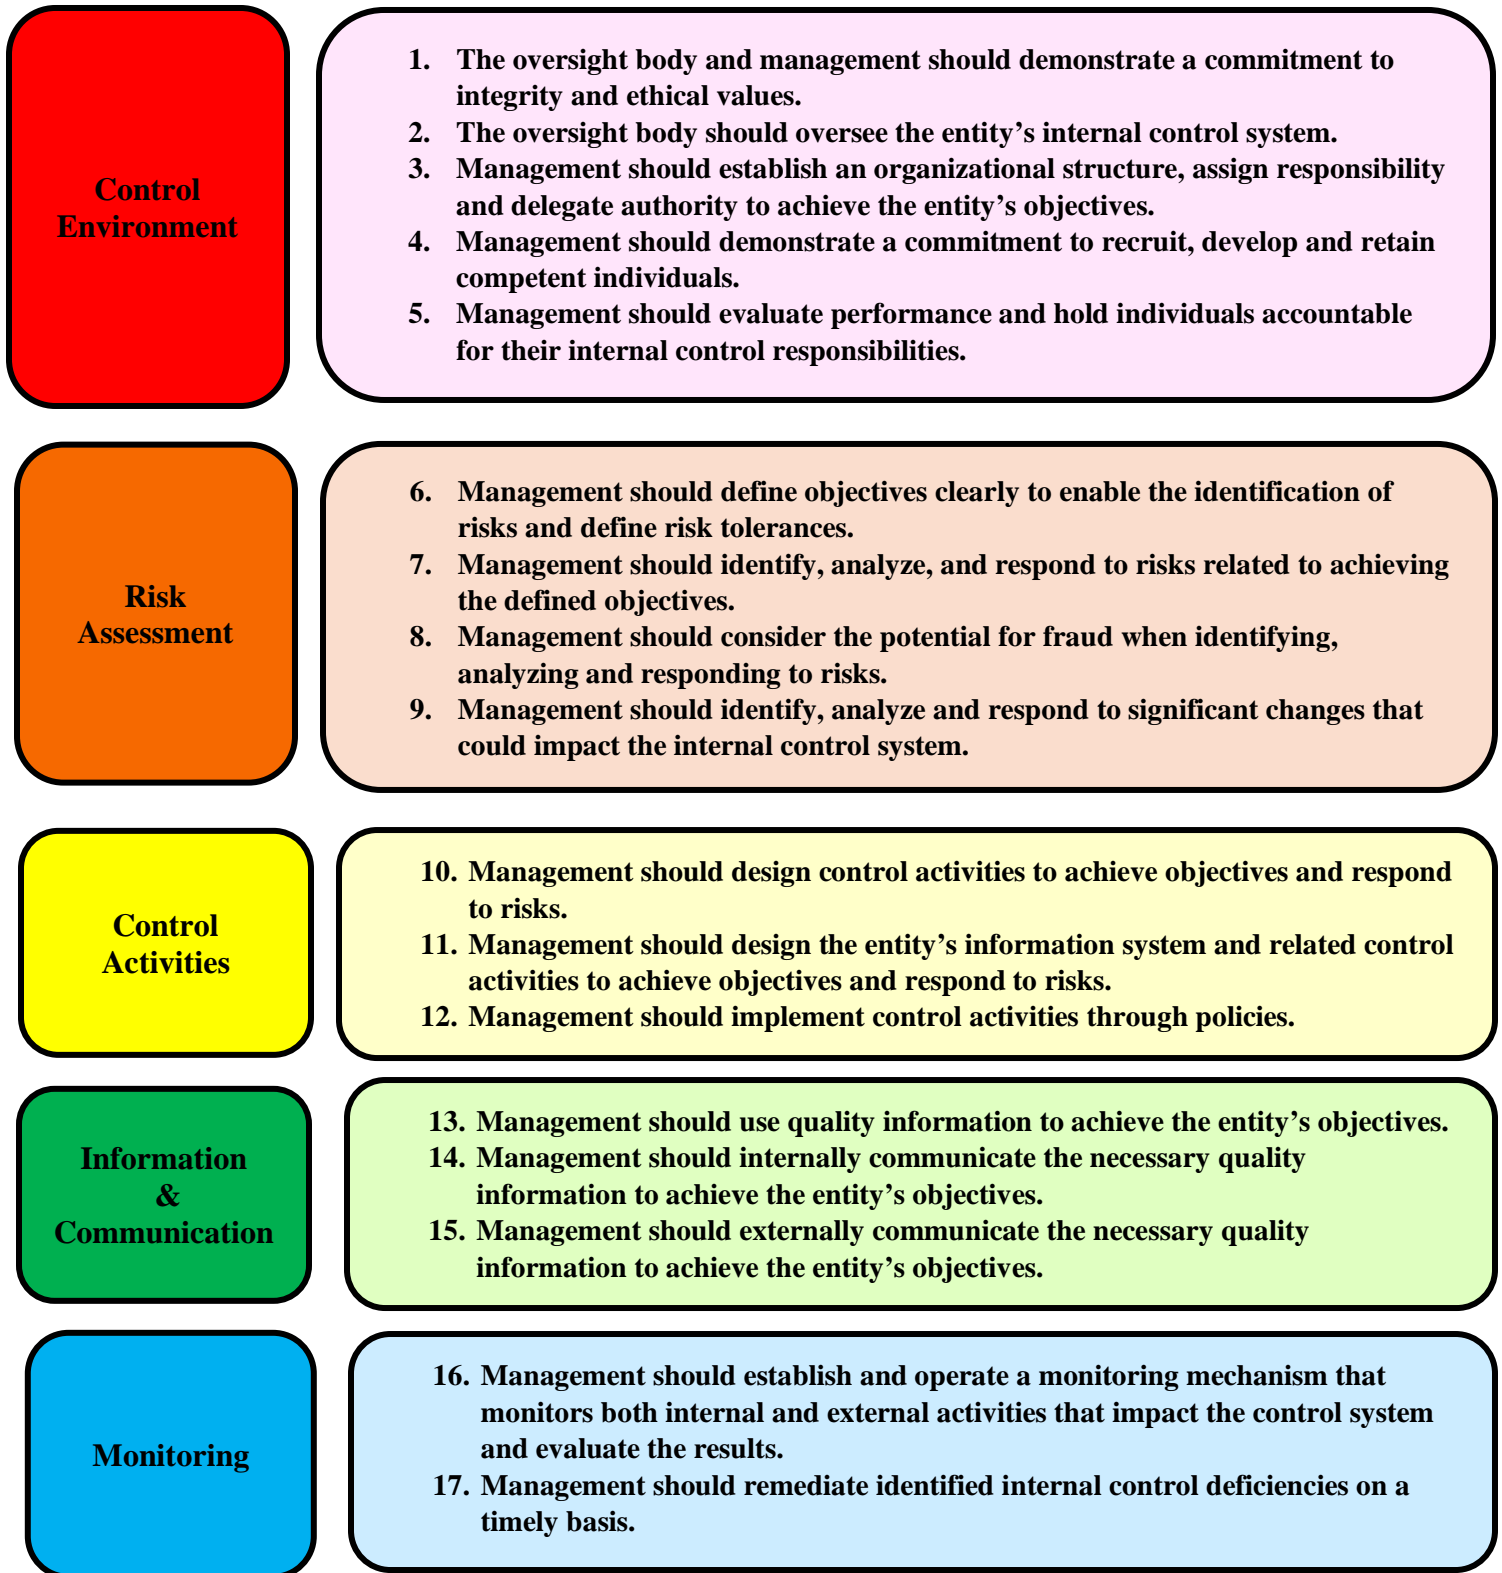 Control
Environment
1. The oversight body and management should demonstrate a commitment to
integrity and ethical values.
2. The oversight body should oversee the entity’s internal control system.
3. Management should establish an organizational structure, assign responsibility
and delegate authority to achieve the entity’s objectives.
4. Management should demonstrate a commitment to recruit, develop and retain
competent individuals.
5. Management should evaluate performance and hold individuals accountable
for their internal control responsibilities.
Risk
Assessment
6. Management should define objectives clearly to enable the identification of
risks and define risk tolerances.
7. Management should identify, analyze, and respond to risks related to achieving
the defined objectives.
8. Management should consider the potential for fraud when identifying,
analyzing and responding to risks.
9. Management should identify, analyze and respond to significant changes that
could impact the internal control system.
Control
Activities
10. Management should design control activities to achieve objectives and respond
to risks.
11. Management should design the entity’s information system and related control
activities to achieve objectives and respond to risks.
12. Management should implement control activities through policies.
Information
&
Communication
13. Management should use quality information to achieve the entity’s objectives.
14. Management should internally communicate the necessary quality
information to achieve the entity’s objectives.
15. Management should externally communicate the necessary quality
information to achieve the entity’s objectives.
Monitoring
16. Management should establish and operate a monitoring mechanism that
monitors both internal and external activities that impact the control system
and evaluate the results.
17. Management should remediate identified internal control deficiencies on a
timely basis.